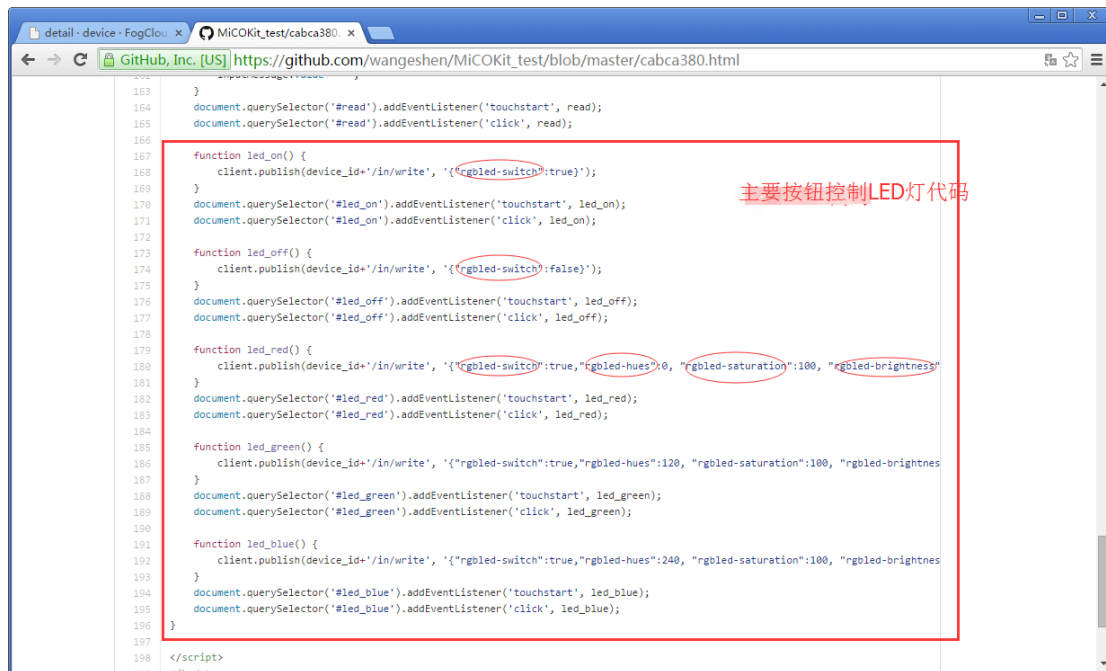 detail · device · FogClou
MiCOKit_test/cabca380.
GitHub, Inc. [US] https://github.com/wangeshen/MiCOKit_test/blob/master/cabca380.html
163 }
164 document.querySelector('#read').addEventListener('touchstart', read);
165 document.querySelector('#read').addEventListener('click', read);
166
167 function led_on() {
168 client.publish(device_id+'/in/write', '{"rgbled-switch":true}');
169 }
主要按钮控制LED灯代码
170 document.querySelector('#led_on').addEventListener('touchstart', led_on);
171 document.querySelector('#led_on').addEventListener('click', led_on);
172
173 function led_off() {
174 client.publish(device_id+'/in/write', '{"rgbled-switch":false}');
175 }
176 document.querySelector('#led_off').addEventListener('touchstart', led_off);
177 document.querySelector('#led_off').addEventListener('click', led_off);
178
179 function led_red() {
180 client.publish(device_id+'/in/write', '{"rgbled-switch":true,"rgbled-hues":0, "rgbled-saturation":100, "rgbled-brightness"
181 }
182 document.querySelector('#led_red').addEventListener('touchstart', led_red);
183 document.querySelector('#led_red').addEventListener('click', led_red);
184
185 function led_green() {
186 client.publish(device_id+'/in/write', '{"rgbled-switch":true,"rgbled-hues":120, "rgbled-saturation":100, "rgbled-brightnes
187 }
188 document.querySelector('#led_green').addEventListener('touchstart', led_green);
189 document.querySelector('#led_green').addEventListener('click', led_green);
190
191 function led_blue() {
192 client.publish(device_id+'/in/write', '{"rgbled-switch":true,"rgbled-hues":240, "rgbled-saturation":100, "rgbled-brightnes
193 }
194 document.querySelector('#led_blue').addEventListener('touchstart', led_blue);
195 document.querySelector('#led_blue').addEventListener('click', led_blue);
196 }
197
198 </script>